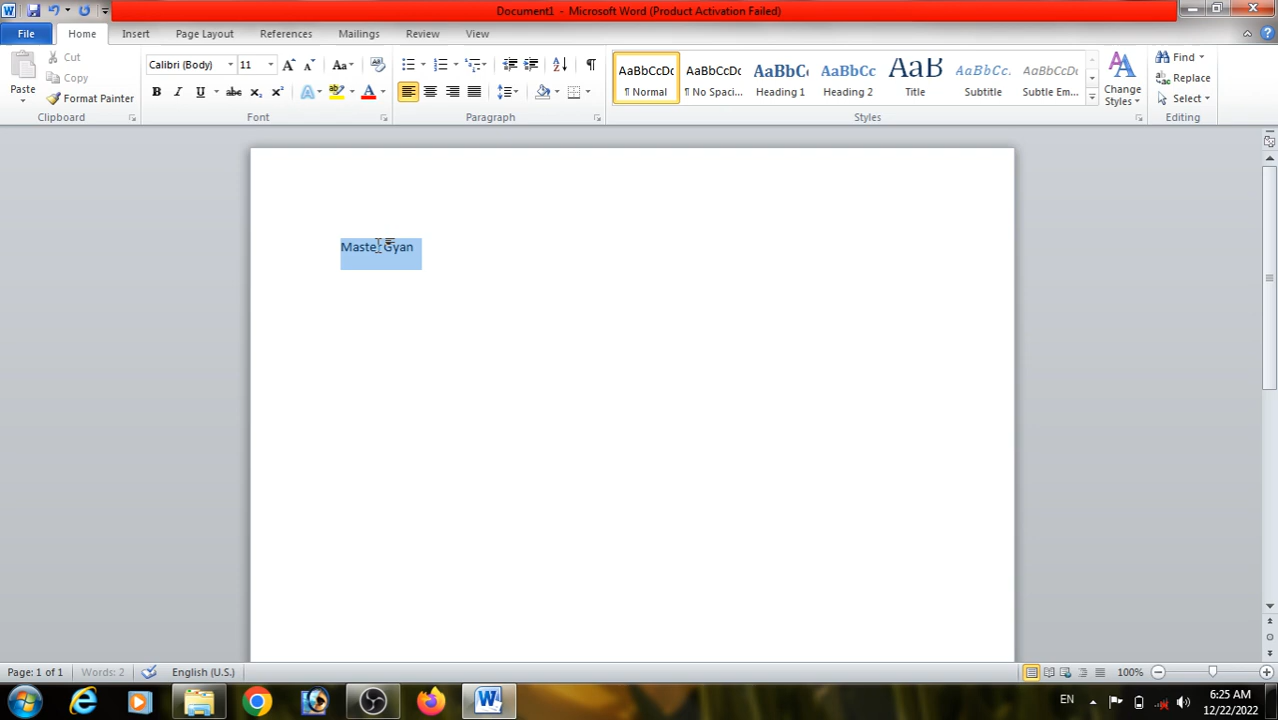 Document1 - Microsoft Word (Product Activation Failed)
File Home Insert Page Layout References Mailings Review View
Paste
Cut
Copy
Format Painter
Clipboard
Calibri (Body) 11
Font
Paragraph
AaBbCcDc AaBbCcDc AaBbCc AaBbCc AaB AaBbCc. AaBbCcDc
¶ Normal ¶ No Spaci... Heading 1 Heading 2 Title Subtitle Subtle Em...
Change Styles
Styles
Find
Replace
Select
Editing
Master Gyan
Page: 1 of 1 Words: 2 English (U.S.) 100%
EN 6:25 AM
12/22/2022